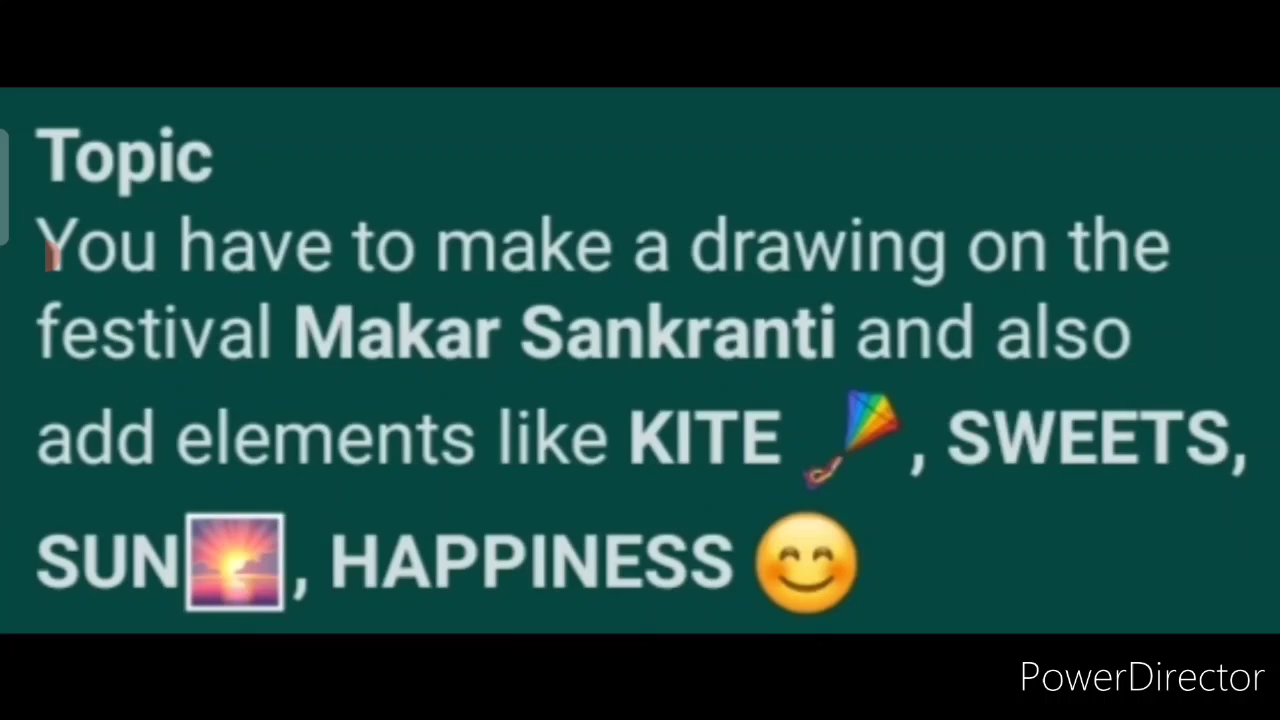 Topic
You have to make a drawing on the
festival Makar Sankranti and also
add elements like KITE 🪁, SWEETS,
SUN🌅, HAPPINESS 😊
PowerDirector